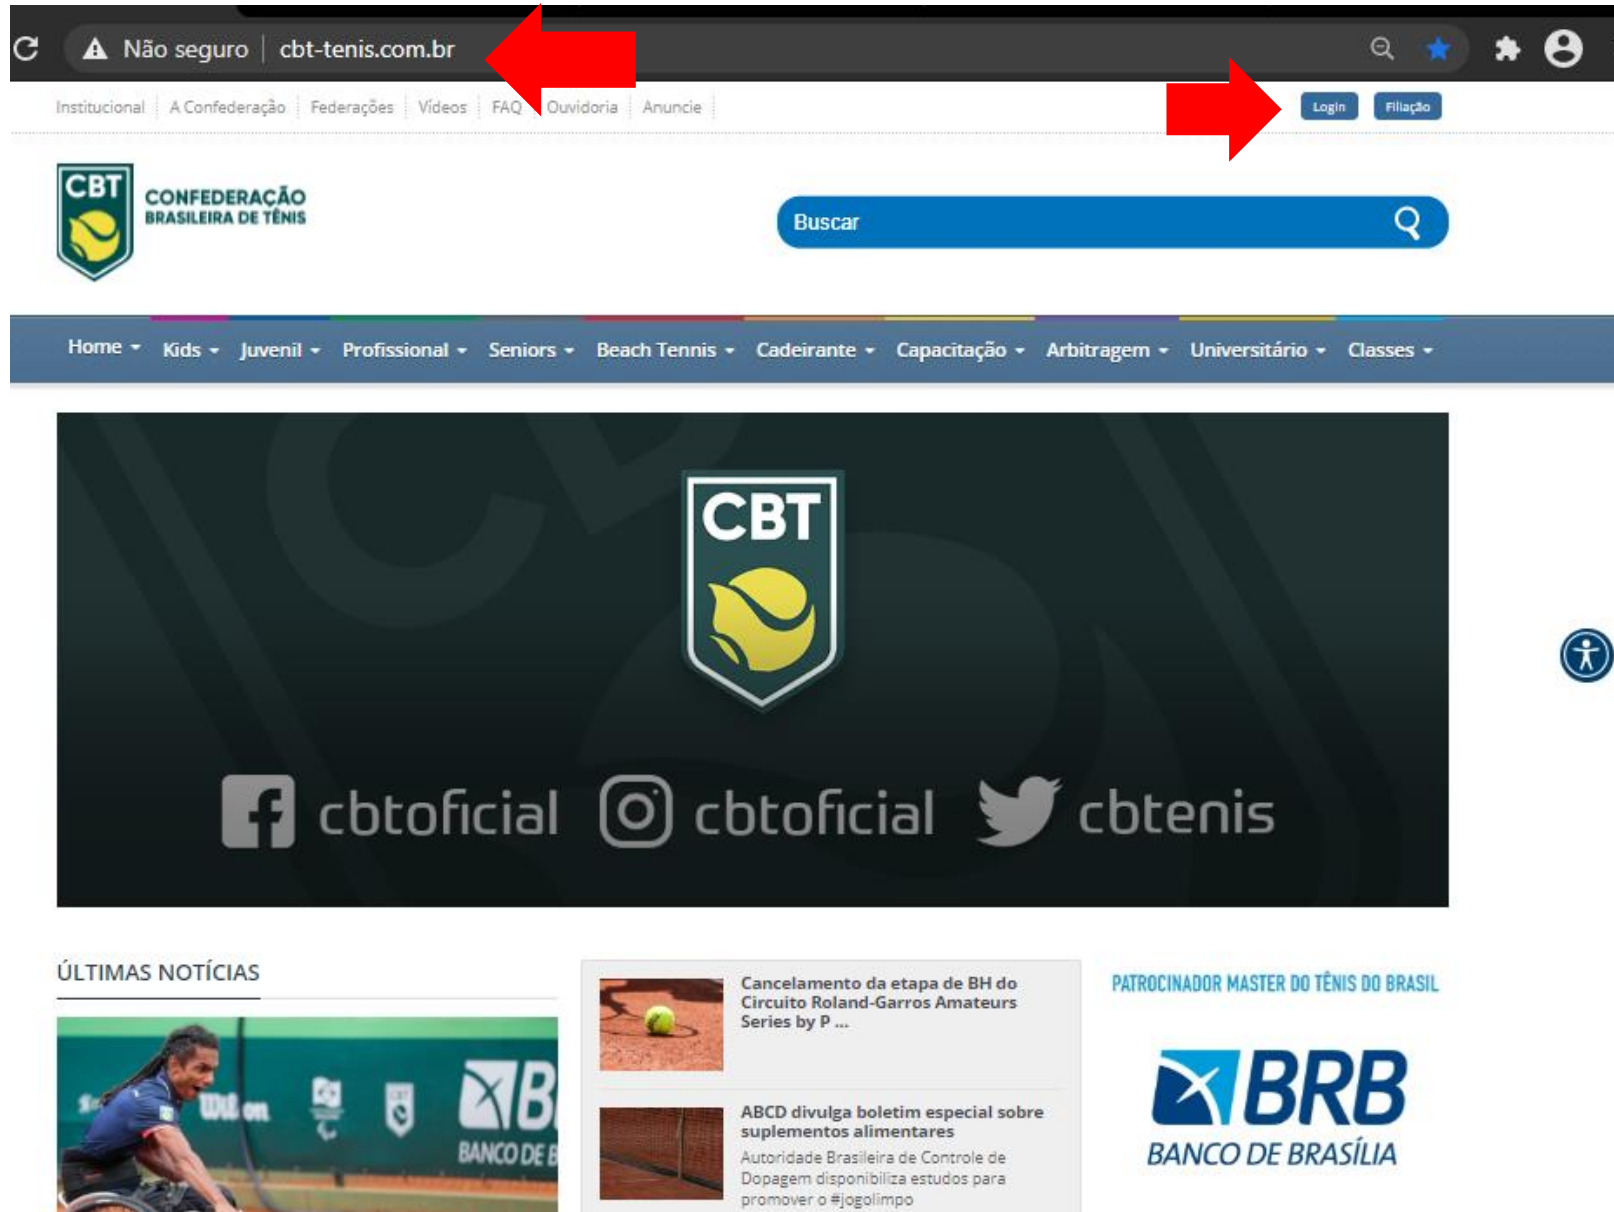 Não seguro | cbt-tenis.com.br
Institucional A Confederação Federações Vídeos FAQ Ouvidoria Anuncie
Login Filiação
CBT
CONFEDERAÇÃO
BRASILEIRA DE TÊNIS
Buscar
Home Kids Juvenil Profissional Seniors Beach Tennis Cadeirante Capacitação Arbitragem Universitário Classes
CBT
cbtoficial cbtoficial cbtenis
ÚLTIMAS NOTÍCIAS
Wilson
CBT
B
BANCO DE B
Cancelamento da etapa de BH do
Circuito Roland-Garros Amateurs
Series by P ...
ABCD divulga boletim especial sobre
suplementos alimentares
Autoridade Brasileira de Controle de
Dopagem disponibiliza estudos para
promover o #jogolimpo
PATROCINADOR MASTER DO TÊNIS DO BRASIL
BRB
BANCO DE BRASÍLIA